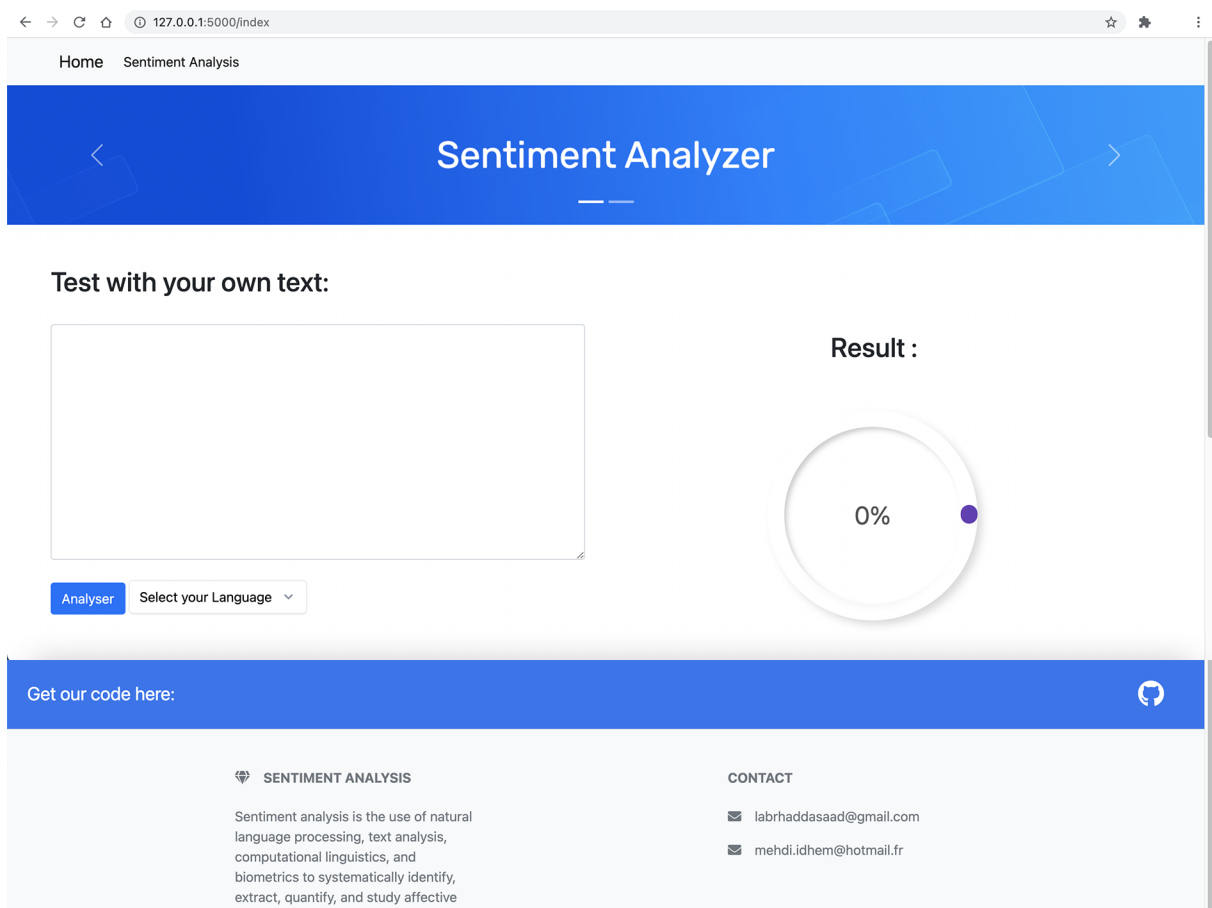 127.0.0.1:5000/index
Home Sentiment Analysis
Sentiment Analyzer
Test with your own text:
Result :
0%
Analyser Select your Language
Get our code here:
SENTIMENT ANALYSIS
Sentiment analysis is the use of natural
language processing, text analysis,
computational linguistics, and
biometrics to systematically identify,
extract, quantify, and study affective
CONTACT
labrhaddasaad@gmail.com
mehdi.idhem@hotmail.fr